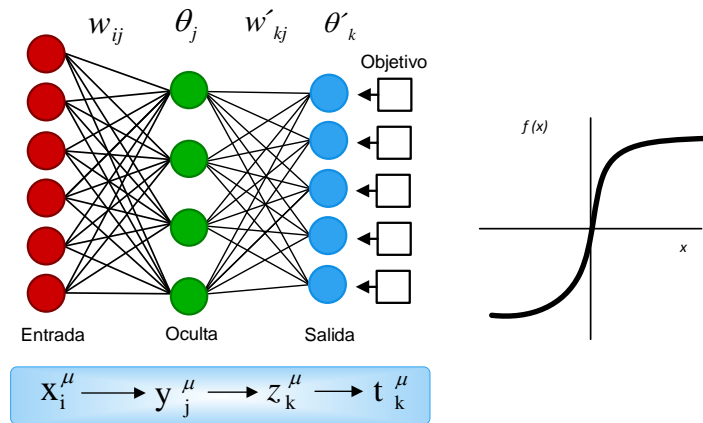 w_ij θ_j w′_kj θ′_k
Objetivo
f (x)
x
Entrada Oculta Salida
x_i^μ → y_j^μ → z_k^μ → t_k^μ